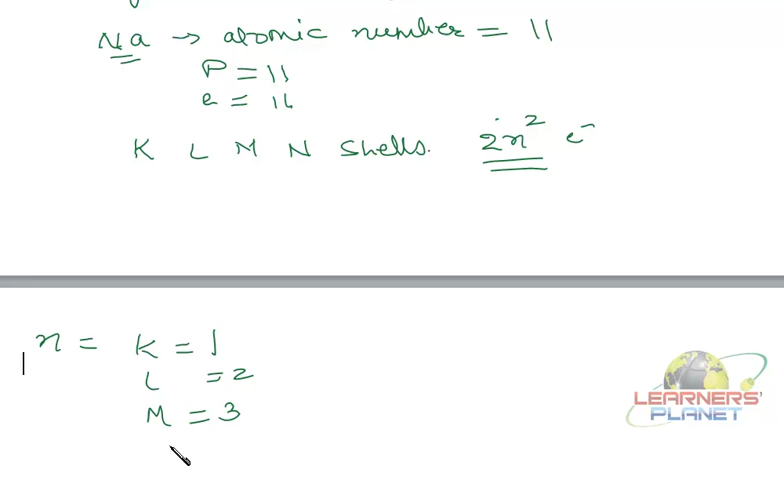 Na → atomic number = 11
P = 11
e = 11
K L M N Shells. 2n² e⁻
n = K = 1
L = 2
M = 3
LEARNERS'
PLANET